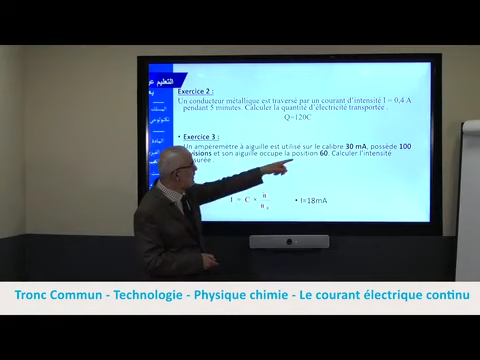 التعليم
Exercice 2 :
Un conducteur métallique est traversé par un courant d'intensité I = 0,4 A
pendant 5 minutes. Calculer la quantité d'électricité transportée .
Q=120C
• Exercice 3 :
Un ampèremètre à aiguille est utilisé sur le calibre 30 mA, possède 100
et son aiguille occupe la position 60. Calculer l'intensité
I = C × n / n₀
• I=18mA
Tronc Commun - Technologie - Physique chimie - Le courant électrique continu